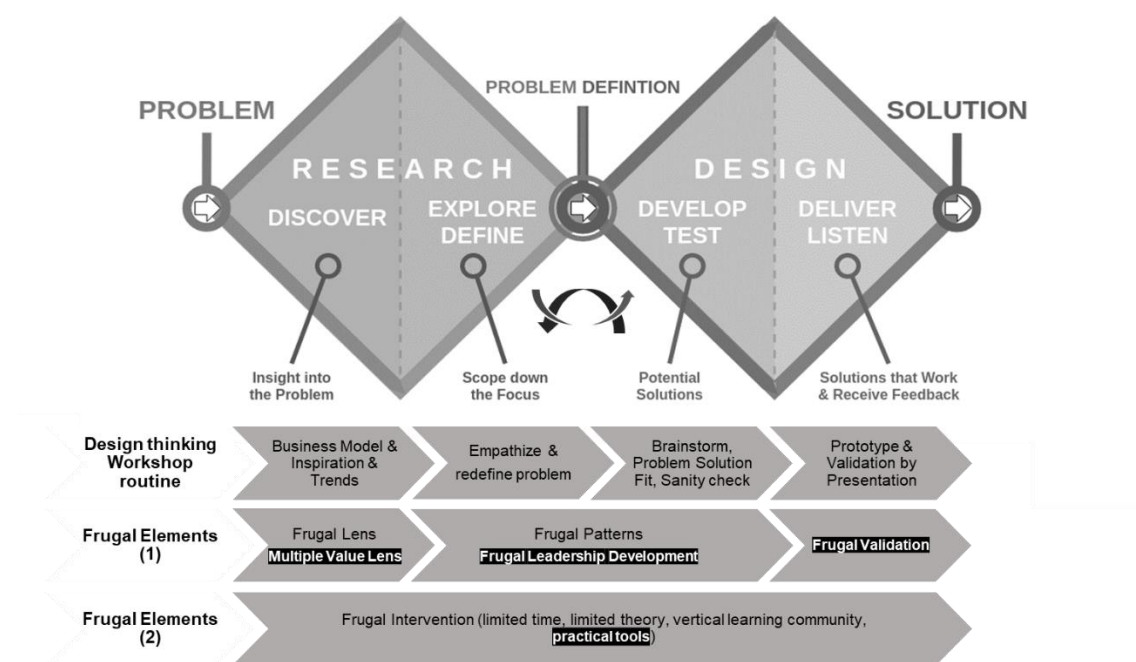 PROBLEM
PROBLEM DEFINTION
SOLUTION
RESEARCH
DESIGN
DISCOVER
EXPLORE
DEFINE
DEVELOP
TEST
DELIVER
LISTEN
Insight into
the Problem
Scope down
the Focus
Potential
Solutions
Solutions that Work
& Receive Feedback
Design thinking
Workshop
routine
Business Model &
Inspiration &
Trends
Empathize &
redefine problem
Brainstorm,
Problem Solution
Fit, Sanity check
Prototype &
Validation by
Presentation
Frugal Elements
(1)
Frugal Lens
Multiple Value Lens
Frugal Patterns
Frugal Leadership Development
Frugal Validation
Frugal Elements
(2)
Frugal Intervention (limited time, limited theory, vertical learning community,
practical tools)